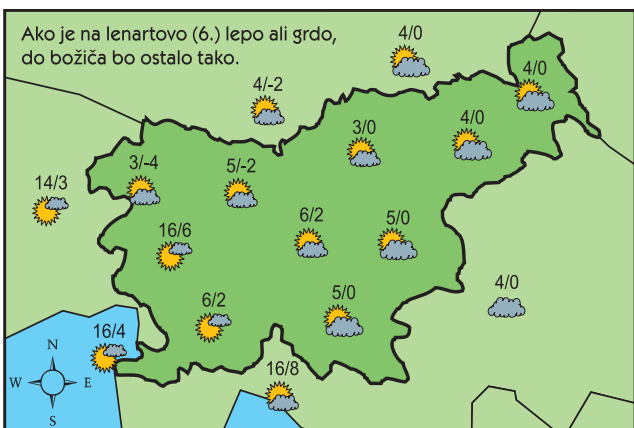 Ako je na lenartovo (6.) lepo ali grdo,
do božiča bo ostalo tako.
4/0
4/0
4/-2
4/0
3/0
3/-4
5/-2
14/3
16/6
6/2
5/0
4/0
6/2
5/0
16/4
16/8
N
W
E
S